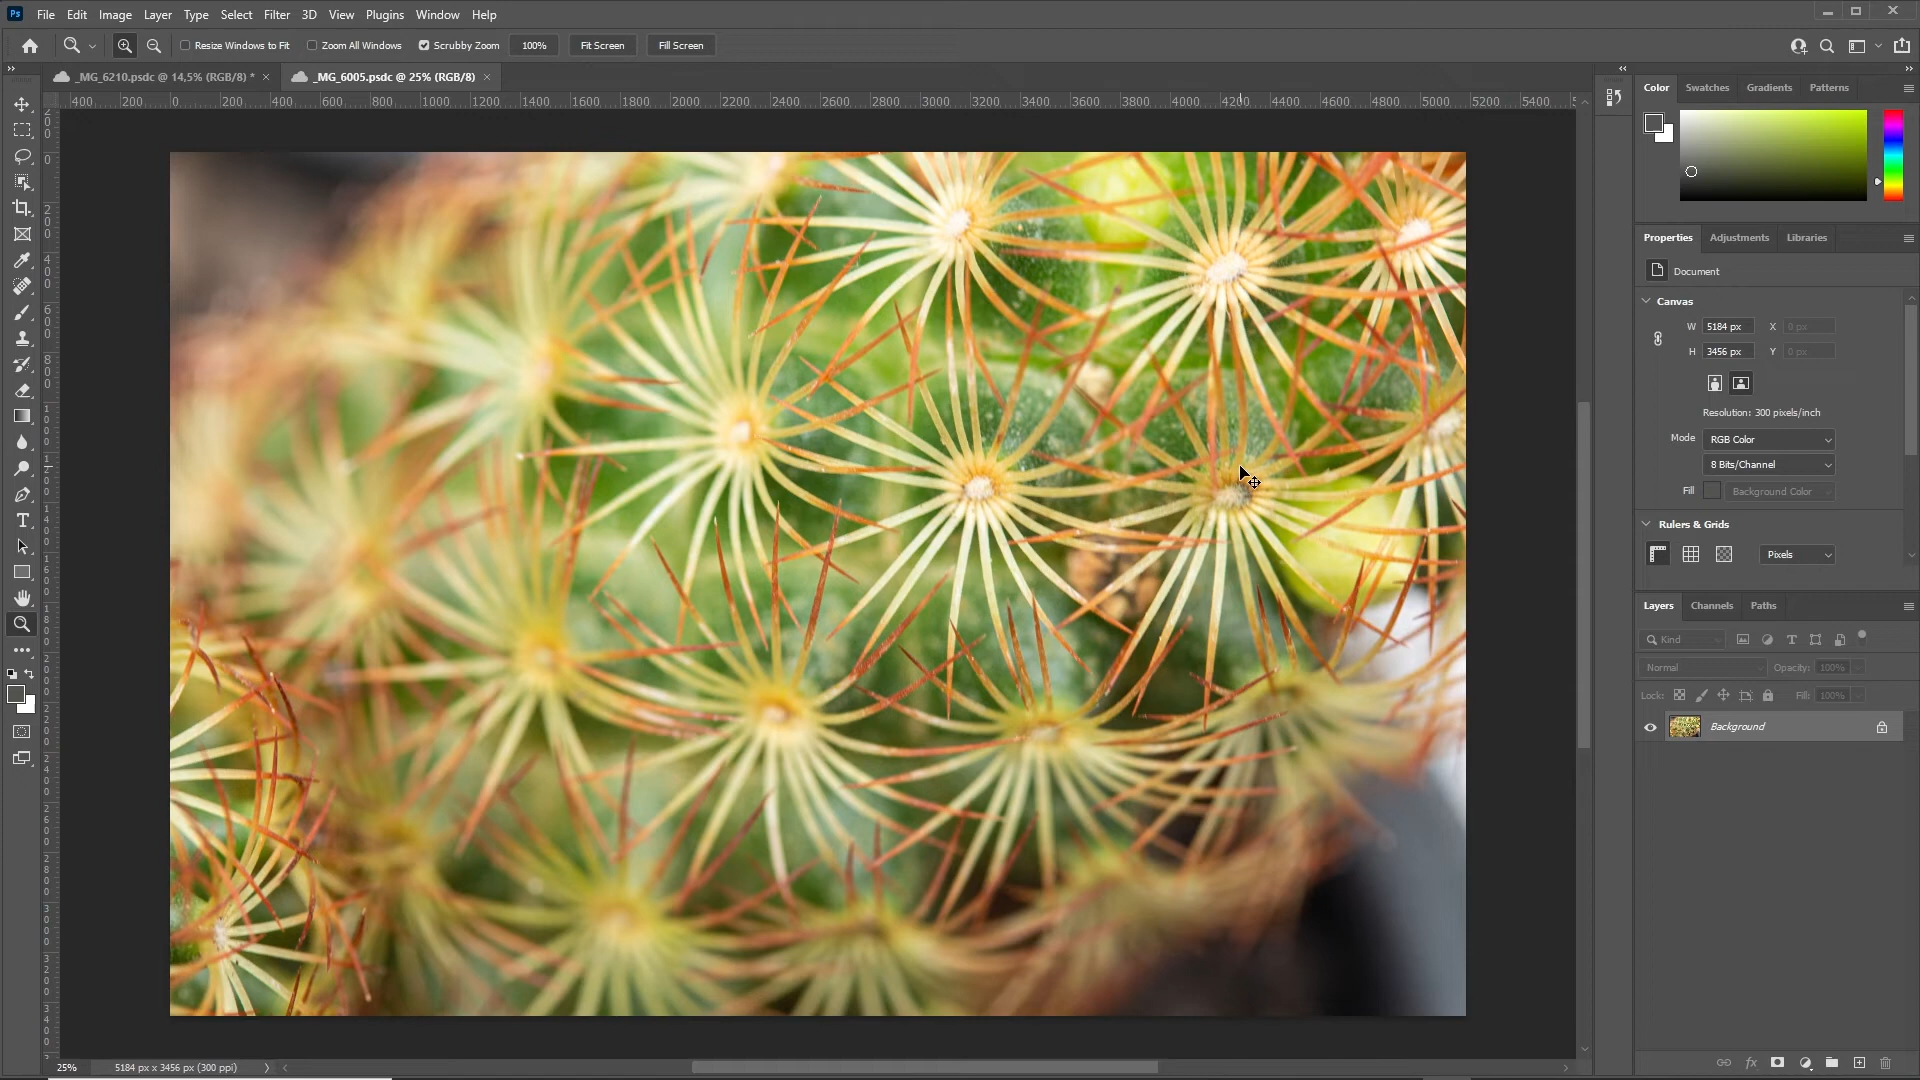 Ps File Edit Image Layer Type Select Filter 3D View Plugins Window Help
Resize Windows to Fit Zoom All Windows Scrubby Zoom 100% Fit Screen Fill Screen
_MG_6210.psdc @ 14,5% (RGB/8) * × _MG_6005.psdc @ 25% (RGB/8) ×
400 200 0 200 400 600 800 1000 1200 1400 1600 1800 2000 2200 2400 2600 2800 3000 3200 3400 3600 3800 4000 4200 4400 4600 4800 5000 5200 5400
Color Swatches Gradients Patterns
Properties Adjustments Libraries
Document
Canvas
W 5184 px X 0 px
H 3456 px Y 0 px
Resolution: 300 pixels/inch
Mode RGB Color
8 Bits/Channel
Fill Background Color
Rulers & Grids
Pixels
Layers Channels Paths
Kind
Normal Opacity: 100%
Lock: Fill: 100%
Background
fx
25% 5184 px x 3456 px (300 ppi)